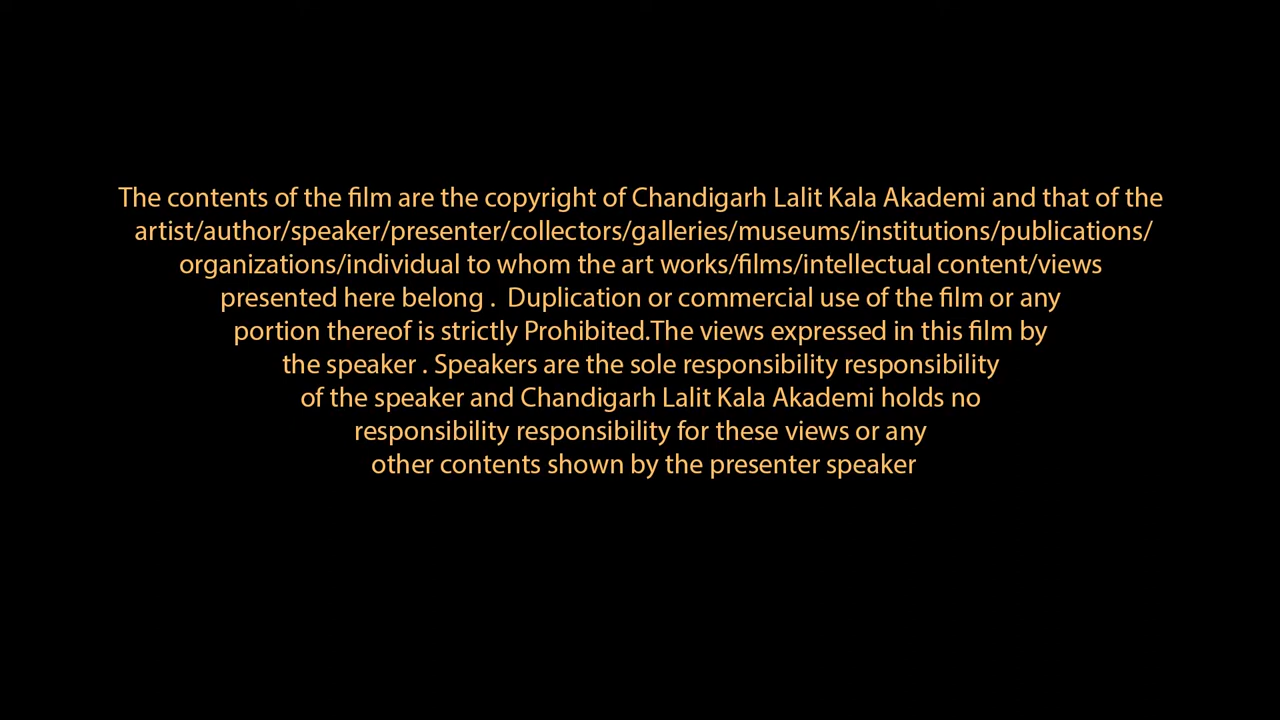 The contents of the film are the copyright of Chandigarh Lalit Kala Akademi and that of the
artist/author/speaker/presenter/collectors/galleries/museums/institutions/publications/
organizations/individual to whom the art works/films/intellectual content/views
presented here belong .  Duplication or commercial use of the film or any
portion thereof is strictly Prohibited.The views expressed in this film by
the speaker . Speakers are the sole responsibility responsibility
of the speaker and Chandigarh Lalit Kala Akademi holds no
responsibility responsibility for these views or any
other contents shown by the presenter speaker